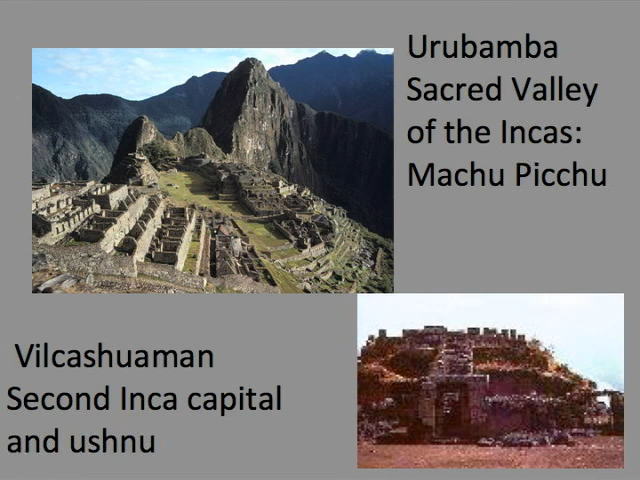 Urubamba
Sacred Valley
of the Incas:
Machu Picchu
Vilcashuaman
Second Inca capital
and ushnu